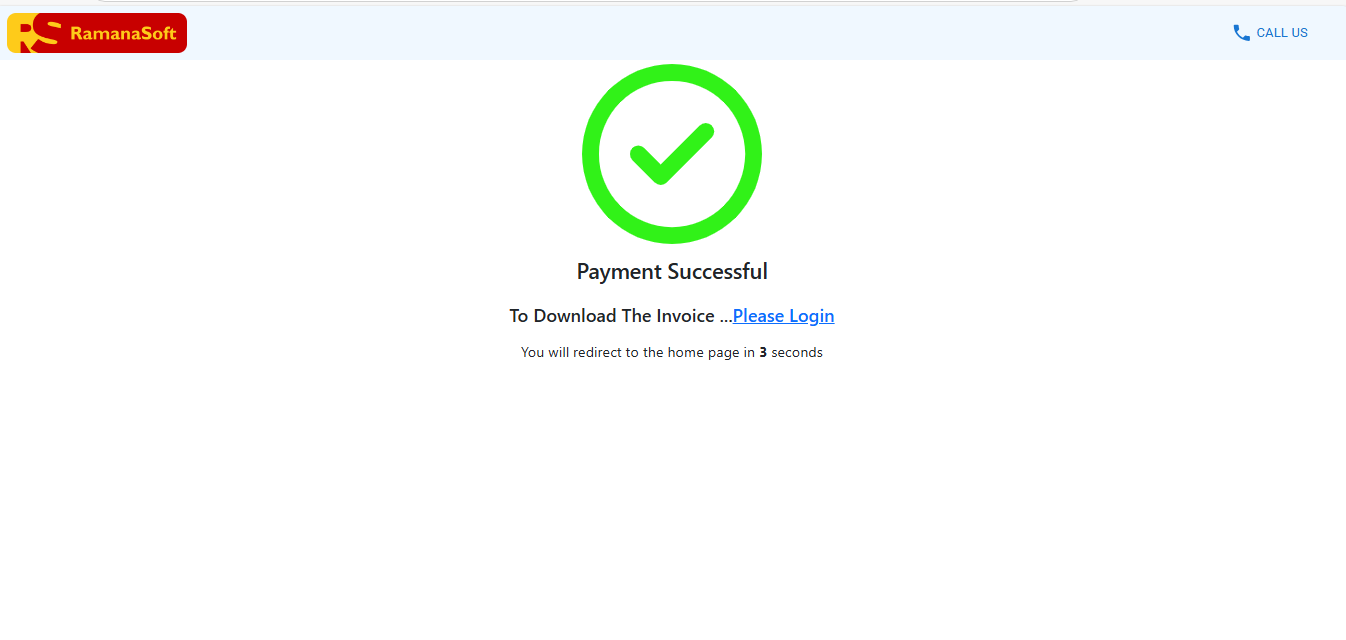 RS RamanaSoft
CALL US
Payment Successful
To Download The Invoice ...Please Login
You will redirect to the home page in 3 seconds